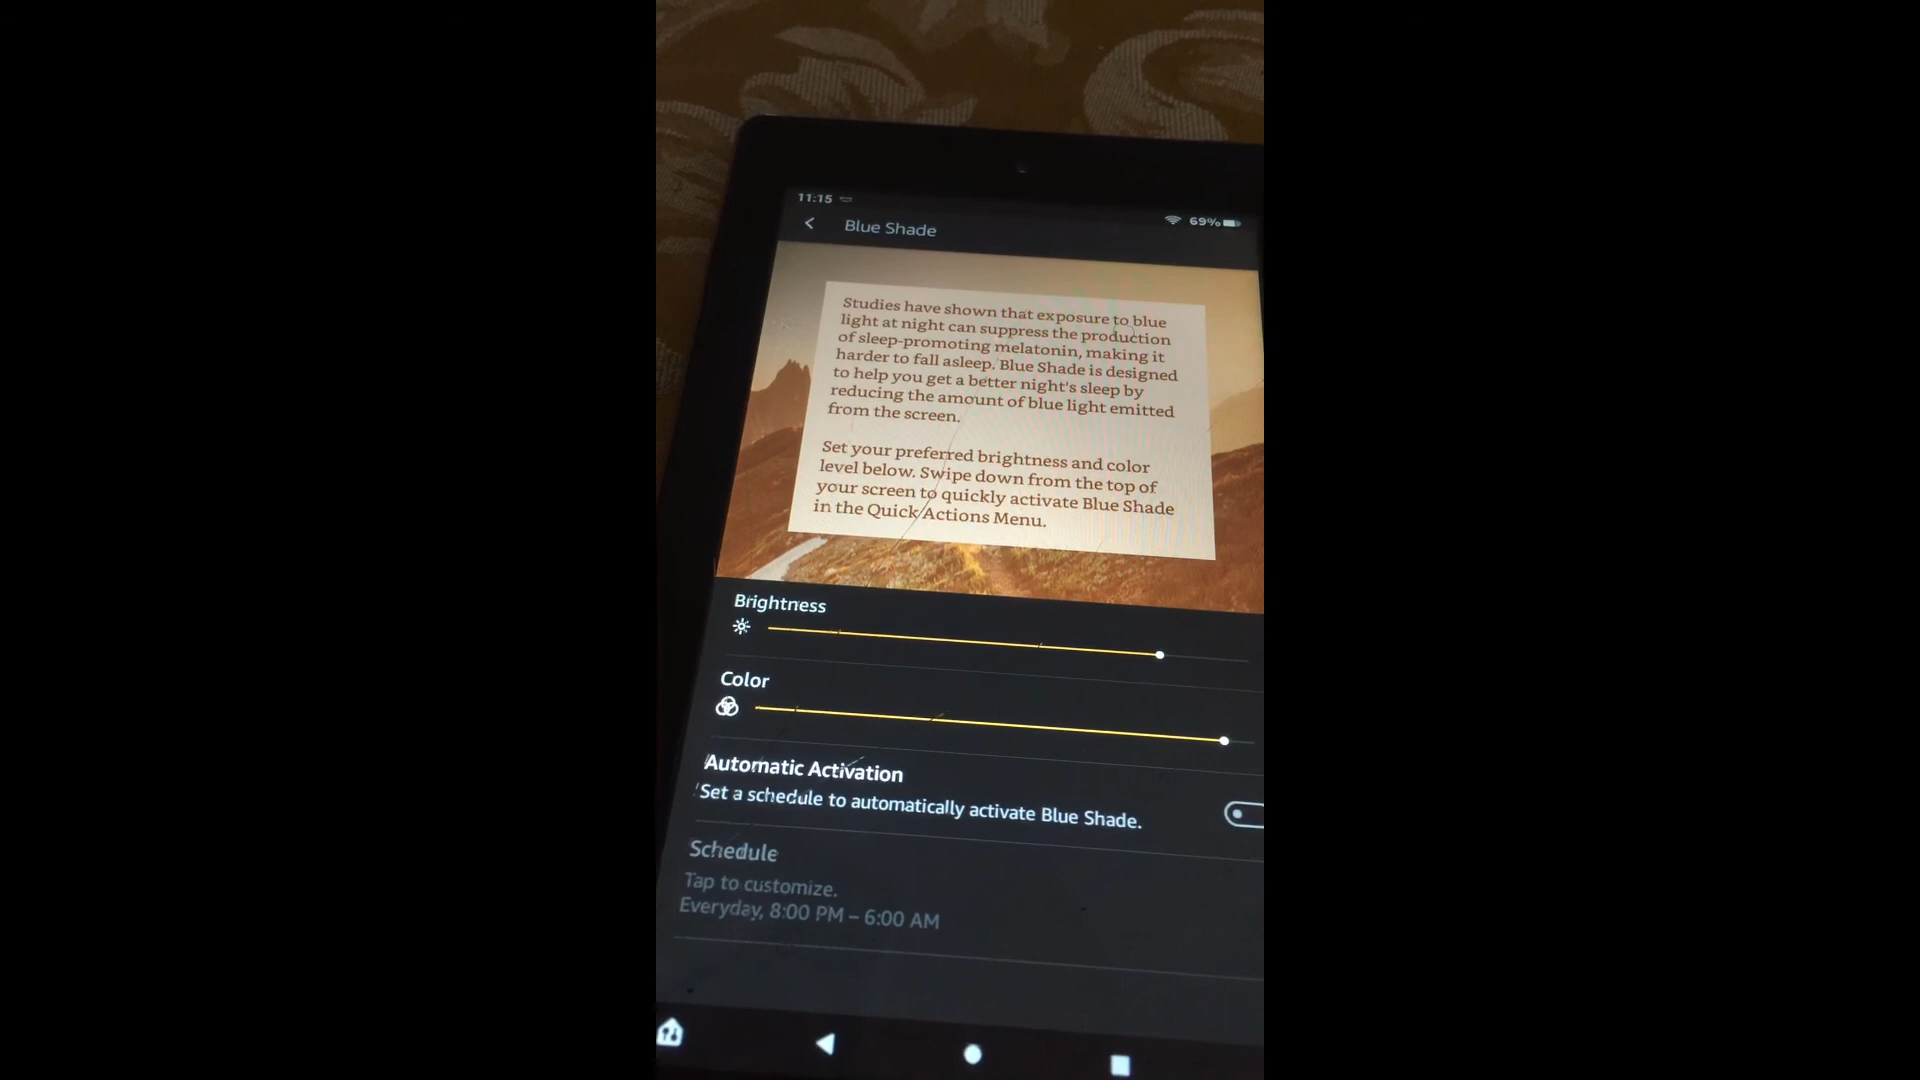 11:15
69%
Blue Shade
Studies have shown that exposure to blue
light at night can suppress the production
of sleep-promoting melatonin, making it
harder to fall asleep. Blue Shade is designed
to help you get a better night's sleep by
reducing the amount of blue light emitted
from the screen.
Set your preferred brightness and color
level below. Swipe down from the top of
your screen to quickly activate Blue Shade
in the Quick Actions Menu.
Brightness
Color
Automatic Activation
Set a schedule to automatically activate Blue Shade.
Schedule
Tap to customize.
Everyday, 8:00 PM – 6:00 AM